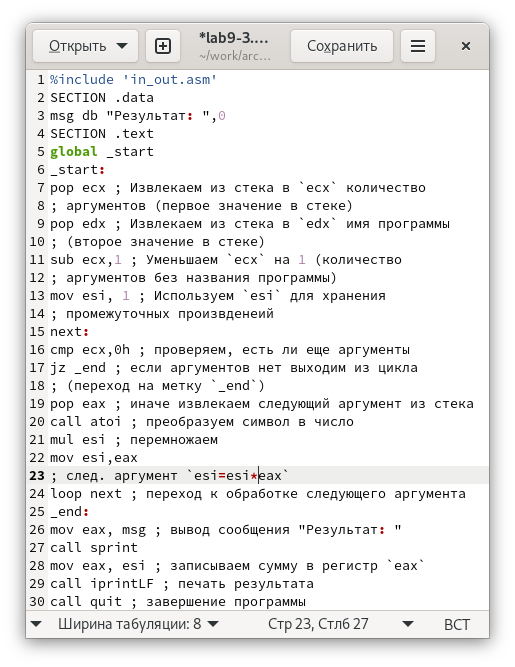 Открыть
*lab9-3....
~/work/arc...
Сохранить
1 %include 'in_out.asm'
2 SECTION .data
3 msg db "Результат: ",0
4 SECTION .text
5 global _start
6 _start:
7 pop ecx ; Извлекаем из стека в `ecx` количество
8 ; аргументов (первое значение в стеке)
9 pop edx ; Извлекаем из стека в `edx` имя программы
10 ; (второе значение в стеке)
11 sub ecx,1 ; Уменьшаем `ecx` на 1 (количество
12 ; аргументов без названия программы)
13 mov esi, 1 ; Используем `esi` для хранения
14 ; промежуточных произвденеий
15 next:
16 cmp ecx,0h ; проверяем, есть ли еще аргументы
17 jz _end ; если аргументов нет выходим из цикла
18 ; (переход на метку `_end`)
19 pop eax ; иначе извлекаем следующий аргумент из стека
20 call atoi ; преобразуем символ в число
21 mul esi ; перемножаем
22 mov esi,eax
23 ; след. аргумент `esi=esi*eax`
24 loop next ; переход к обработке следующего аргумента
25 _end:
26 mov eax, msg ; вывод сообщения "Результат: "
27 call sprint
28 mov eax, esi ; записываем сумму в регистр `eax`
29 call iprintLF ; печать результата
30 call quit ; завершение программы
Ширина табуляции: 8 Стр 23, Стлб 27 ВСТ